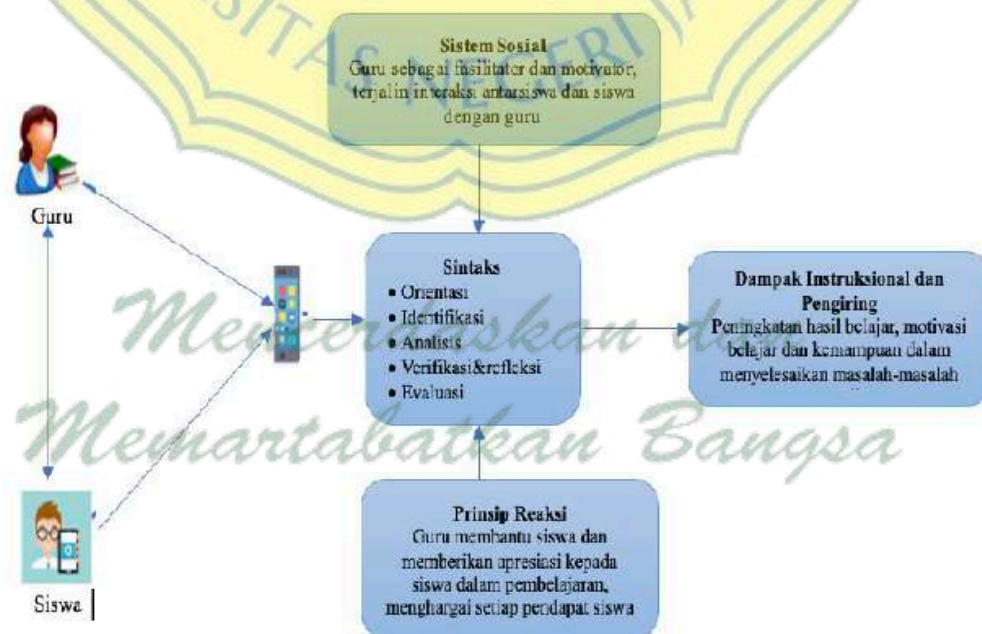 SITAS NEGERI JA
Sistem Sosial
Guru sebagai fasilitator dan motivator,
terjalin interaksi antarsiswa dan siswa
dengan guru
Guru
Sintaks
• Orientasi
• Identifikasi
• Analisis
• Verifikasi&refleksi
• Evaluasi
Dampak Instruksional dan
Pengiring
Peningkatan hasil belajar, motivasi
belajar dan kemampuan dalam
menyelesaikan masalah-masalah
Mencerdaskan dan
Memartabatkan Bangsa
Prinsip Reaksi
Guru membantu siswa dan
memberikan apresiasi kepada
siswa dalam pembelajaran,
menghargai setiap pendapat siswa
Siswa